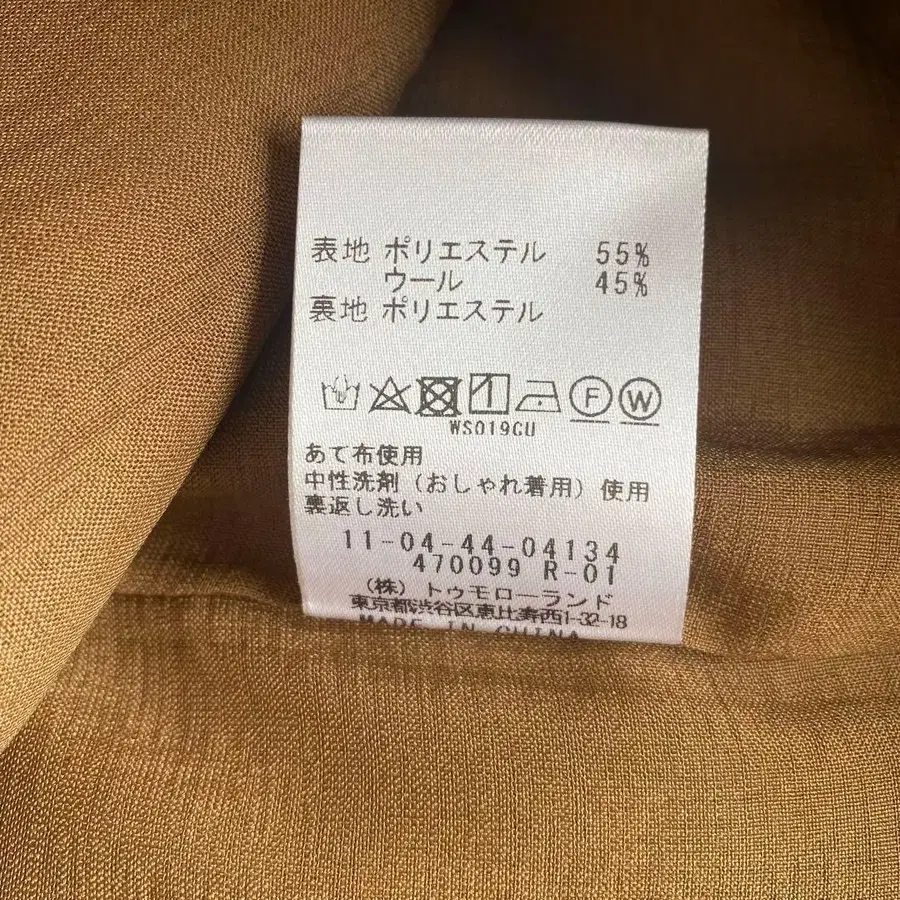 表地 ポリエステル 55%
ウール 45%
裏地 ポリエステル
F W
WS019CU
あて布使用
中性洗剤（おしゃれ着用）使用
裏返し洗い
11-04-44-04134
470099 R-01
（株）トゥモローランド
東京都渋谷区恵比寿西1-32-18
MADE IN CHINA